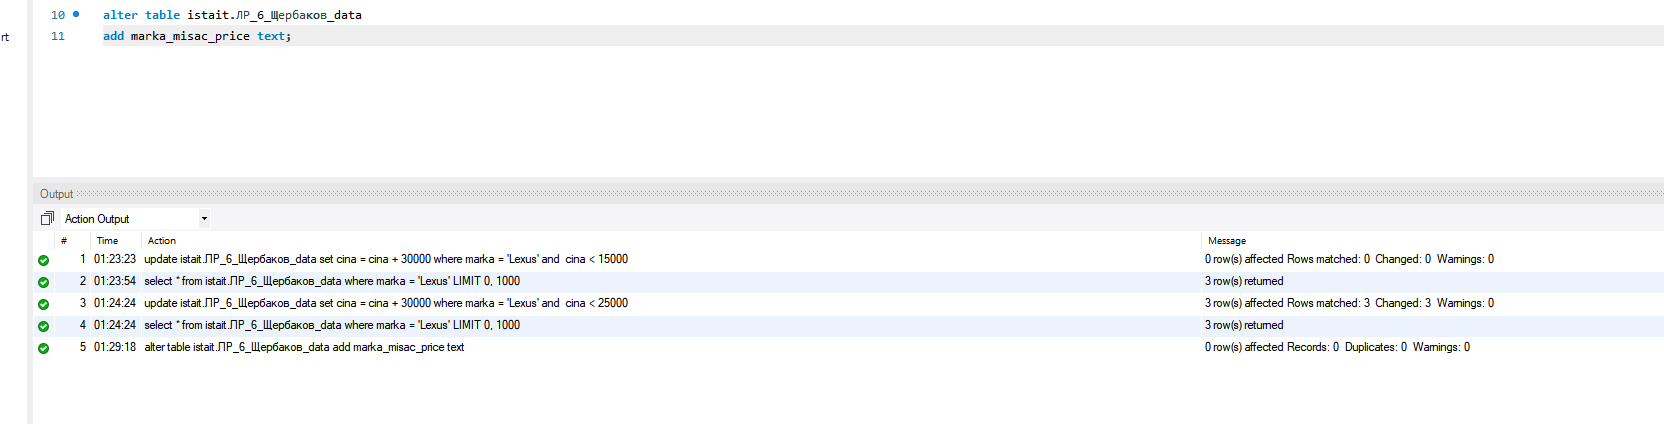 10 alter table istait.ЛР_6_Щербаков_data
rt
11 add marka_misac_price text;
Output
Action Output
# Time Action Message
1 01:23:23 update istait.ЛР_6_Щербаков_data set cina = cina + 30000 where marka = 'Lexus' and  cina < 15000 0 row(s) affected Rows matched: 0  Changed: 0  Warnings: 0
2 01:23:54 select * from istait.ЛР_6_Щербаков_data where marka = 'Lexus' LIMIT 0, 1000 3 row(s) returned
3 01:24:24 update istait.ЛР_6_Щербаков_data set cina = cina + 30000 where marka = 'Lexus' and  cina < 25000 3 row(s) affected Rows matched: 3  Changed: 3  Warnings: 0
4 01:24:24 select * from istait.ЛР_6_Щербаков_data where marka = 'Lexus' LIMIT 0, 1000 3 row(s) returned
5 01:29:18 alter table istait.ЛР_6_Щербаков_data add marka_misac_price text 0 row(s) affected Records: 0  Duplicates: 0  Warnings: 0